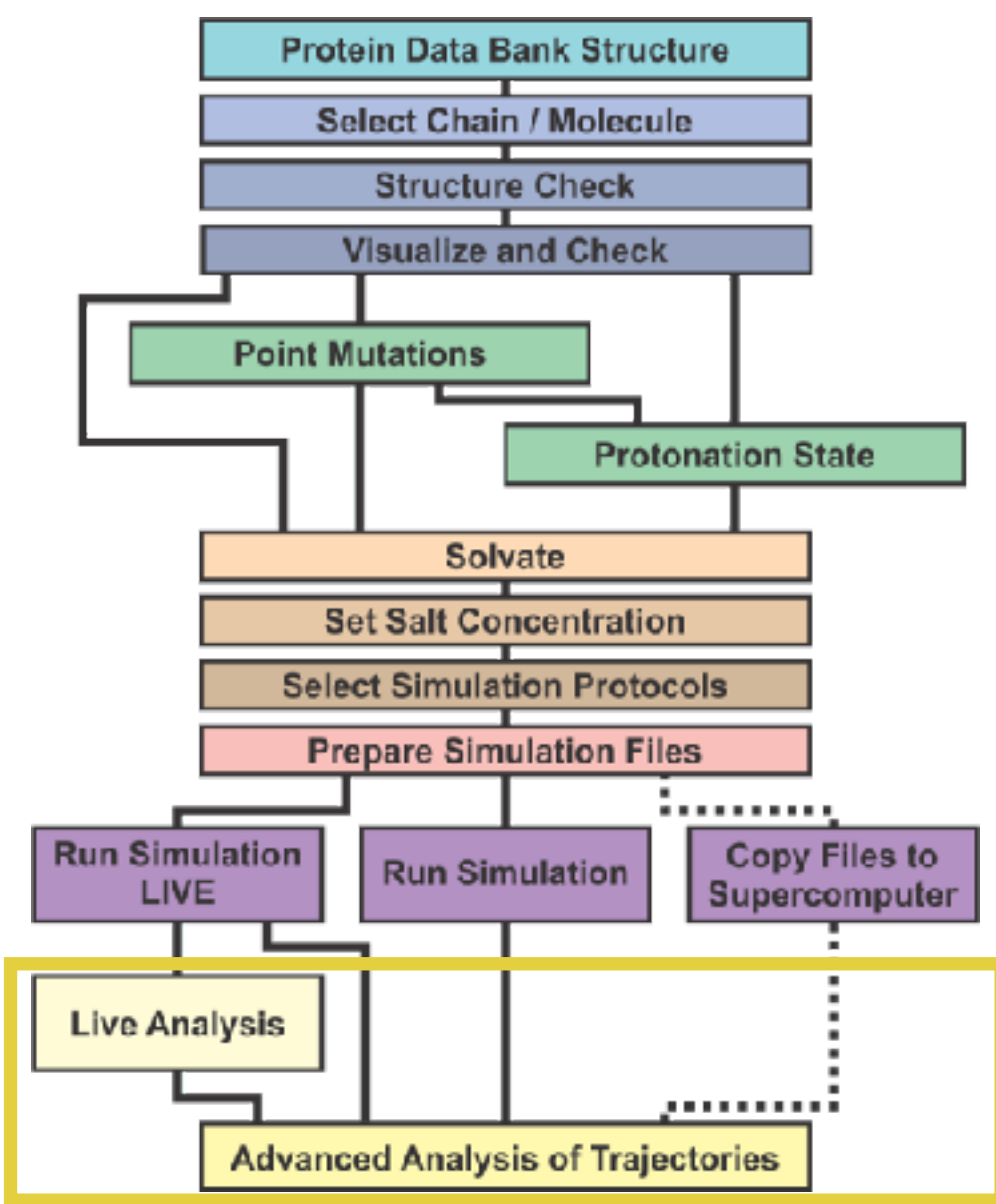 Protein Data Bank Structure
Select Chain / Molecule
Structure Check
Visualize and Check
Point Mutations
Protonation State
Solvate
Set Salt Concentration
Select Simulation Protocols
Prepare Simulation Files
Run Simulation
LIVE
Run Simulation
Copy Files to
Supercomputer
Live Analysis
Advanced Analysis of Trajectories